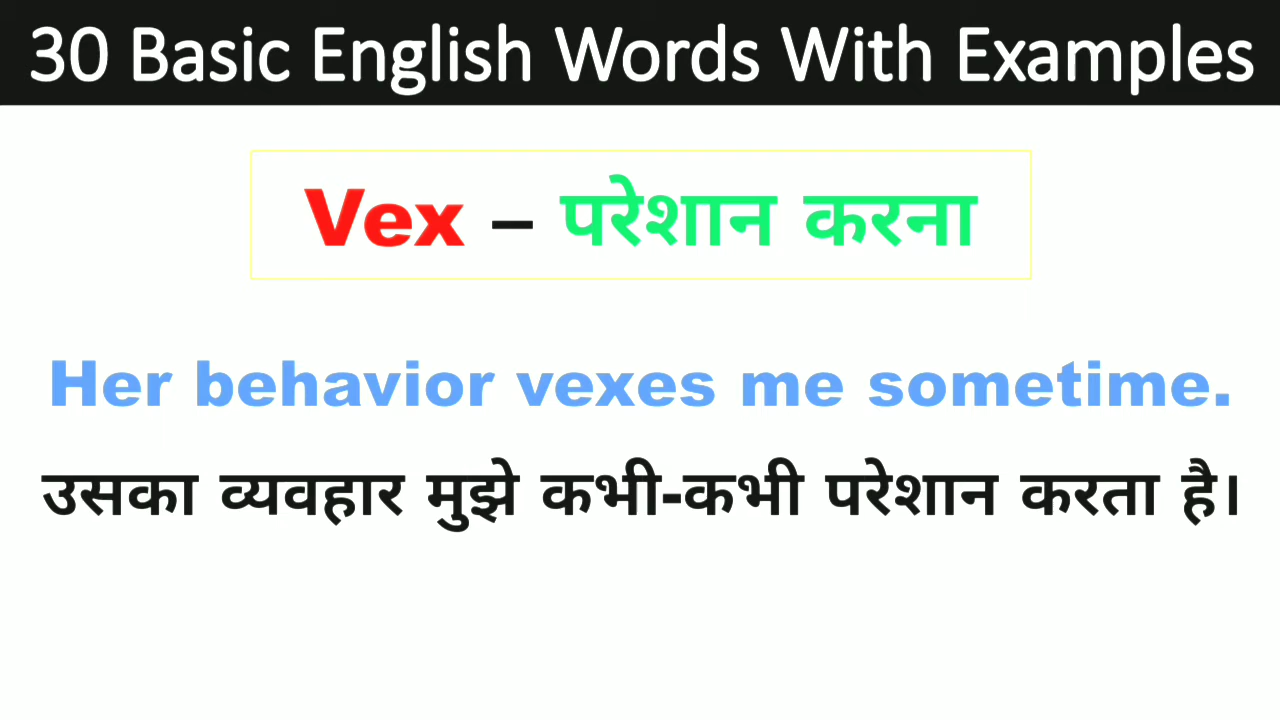 30 Basic English Words With Examples
Vex – परेशान करना
Her behavior vexes me sometime.
उसका व्यवहार मुझे कभी-कभी परेशान करता है।